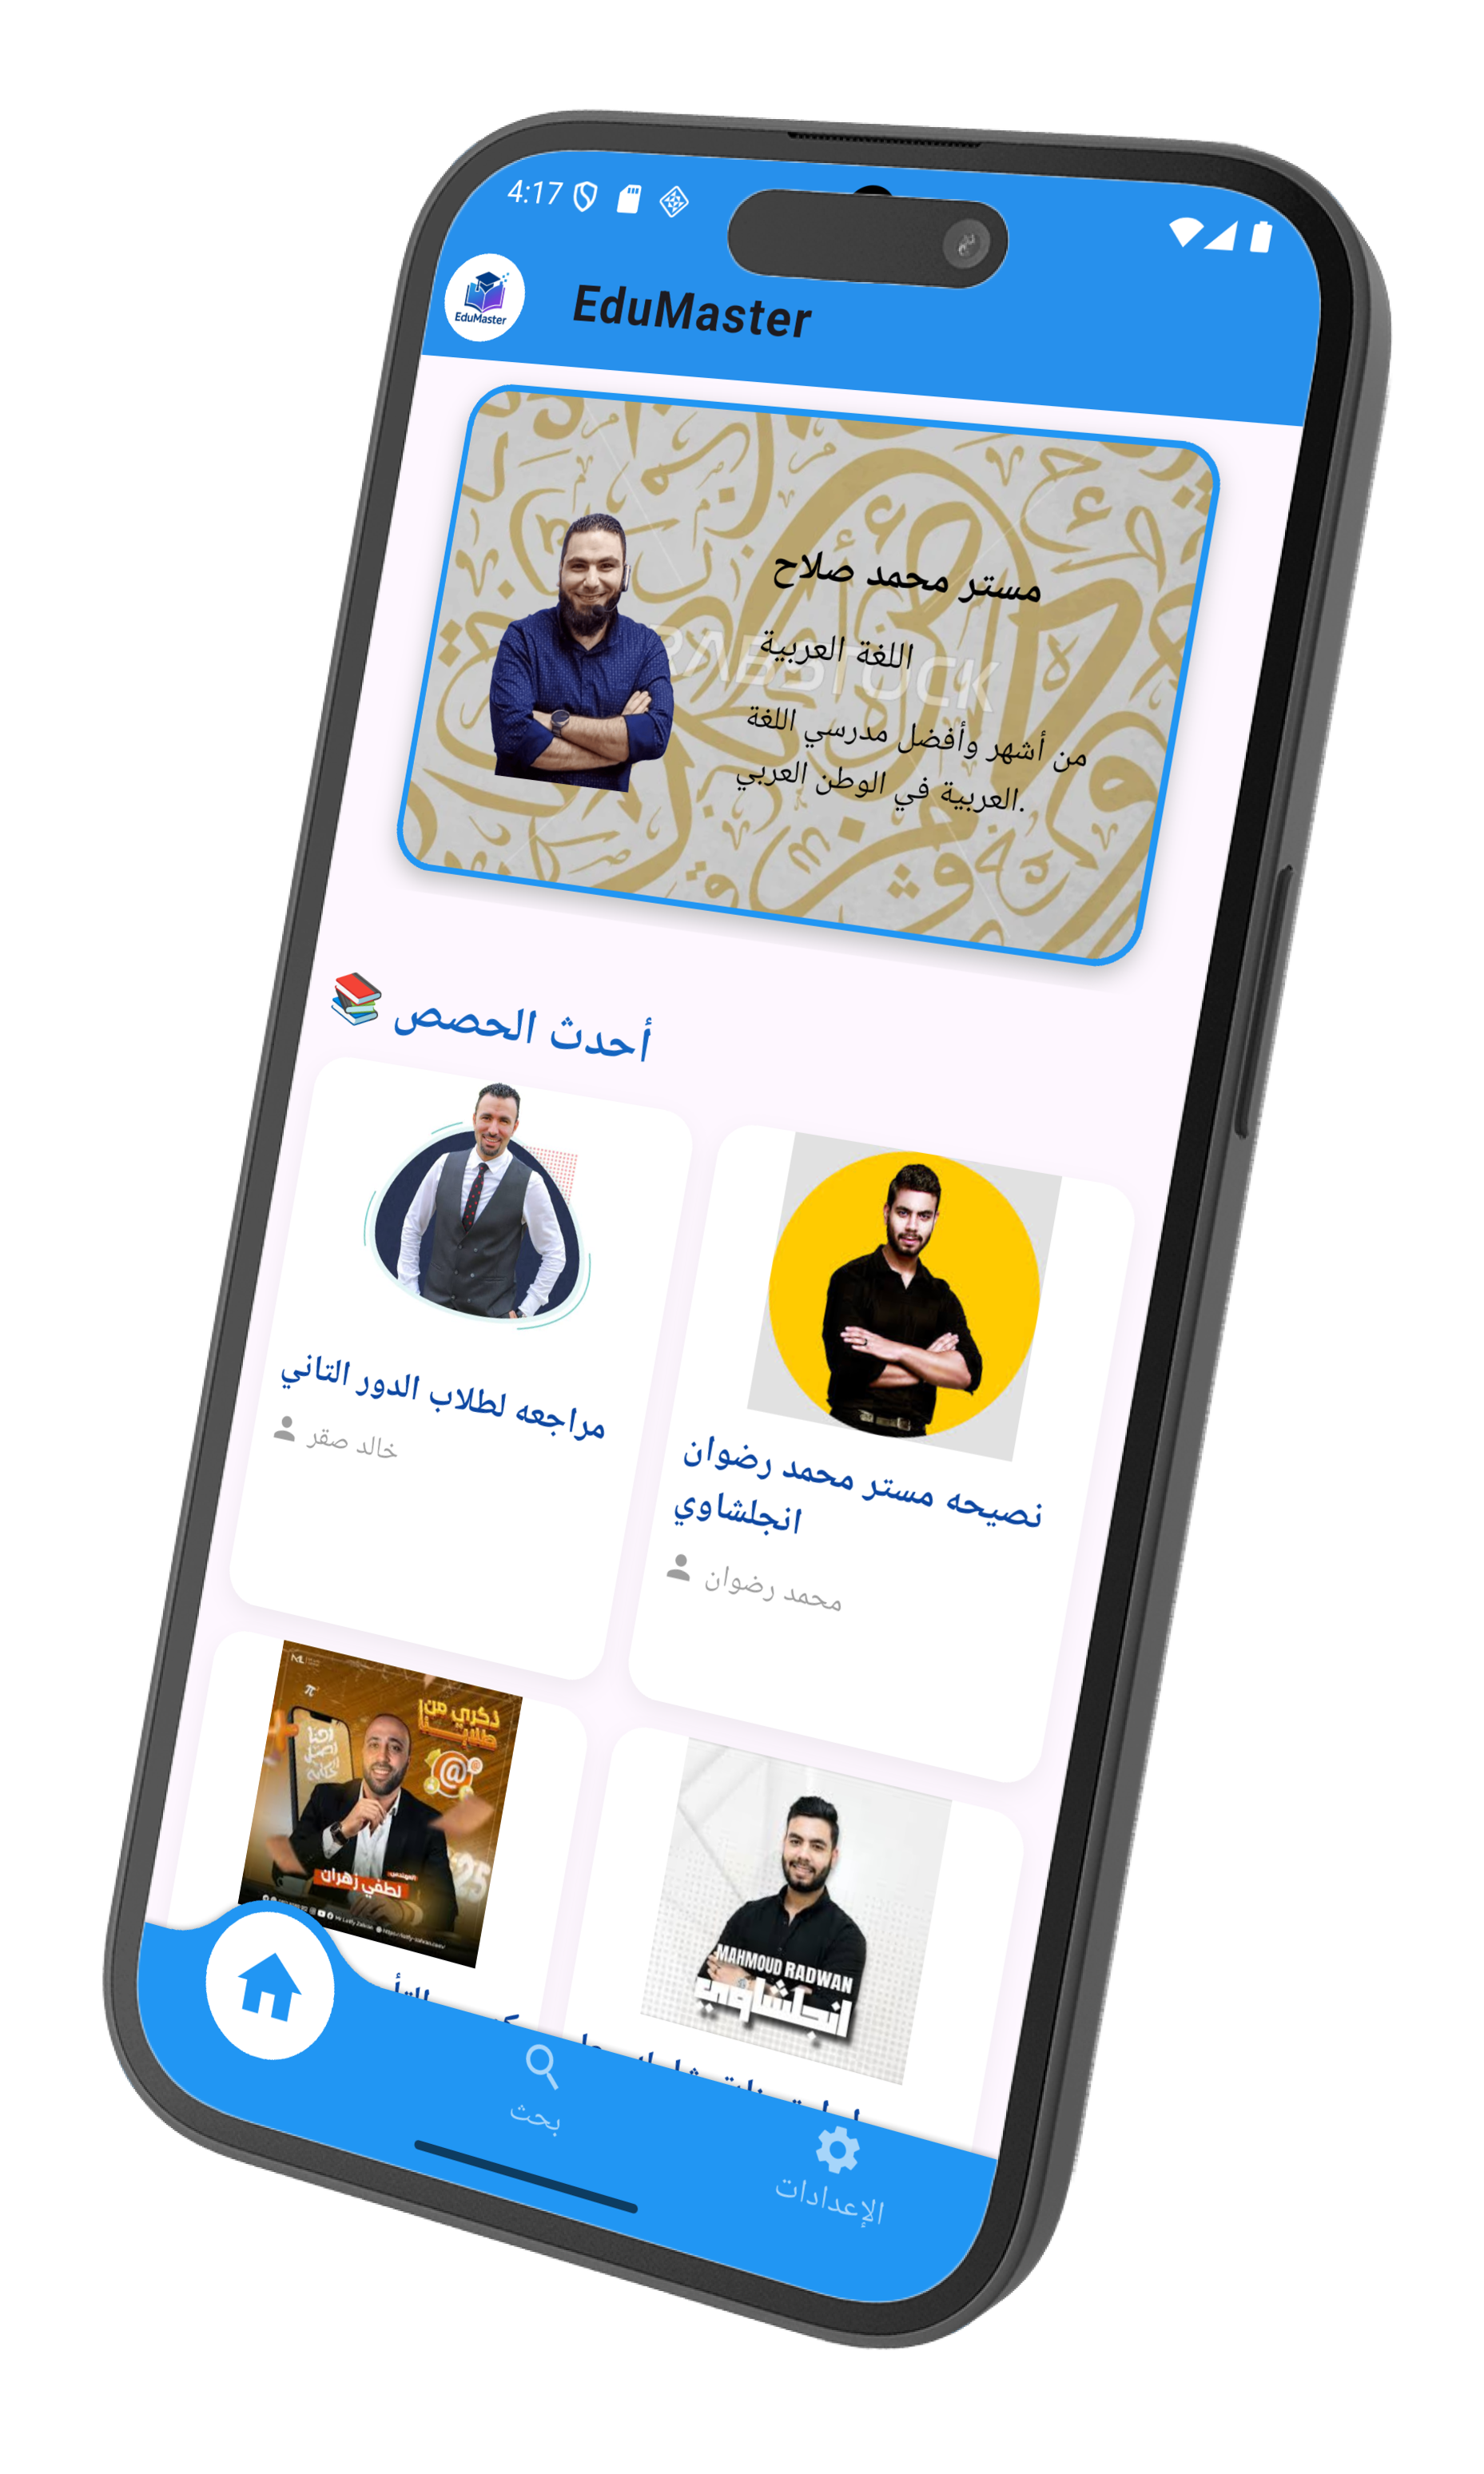 4:17
EduMaster
EduMaster
مستر محمد صلاح
اللغة العربية
ARABSTOCK
من أشهر وأفضل مدرسي اللغة
العربية في الوطن العربي.
أحدث الحصص
مراجعه لطلاب الدور التاني
خالد صقر
نصيحه مستر محمد رضوان
انجلشاوي
محمد رضوان
ذكري من
طلابنا
π
@
25
المهندس
لطفي زهران
MAHMOUD RADWAN
انجلشاوي
بحث
الإعدادات